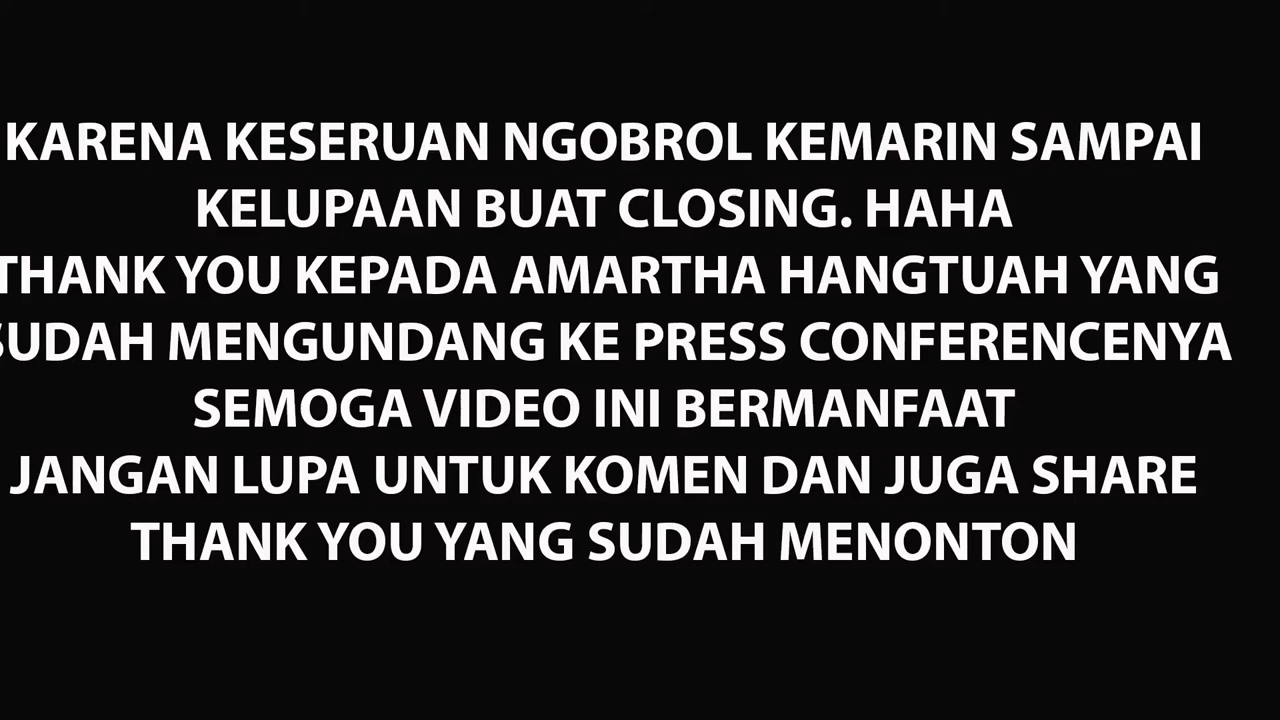 KARENA KESERUAN NGOBROL KEMARIN SAMPAI
KELUPAAN BUAT CLOSING. HAHA
THANK YOU KEPADA AMARTHA HANGTUAH YANG
SUDAH MENGUNDANG KE PRESS CONFERENCENYA
SEMOGA VIDEO INI BERMANFAAT
JANGAN LUPA UNTUK KOMEN DAN JUGA SHARE
THANK YOU YANG SUDAH MENONTON